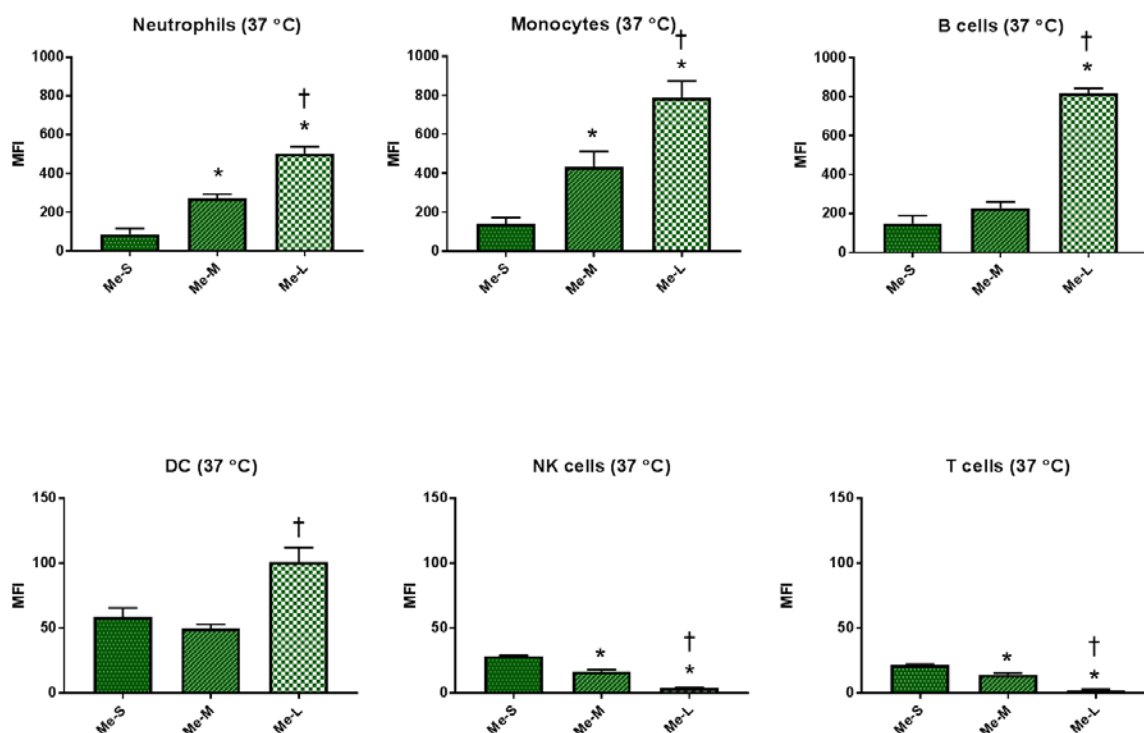 Neutrophils (37 °C)
MFI
1000
800
600
400
200
0
*
†
*
Me-S
Me-M
Me-L
Monocytes (37 °C)
MFI
1000
800
600
400
200
0
*
†
*
Me-S
Me-M
Me-L
B cells (37 °C)
MFI
1000
800
600
400
200
0
†
*
Me-S
Me-M
Me-L
DC (37 °C)
MFI
150
100
50
0
†
Me-S
Me-M
Me-L
NK cells (37 °C)
MFI
150
100
50
0
*
†
*
Me-S
Me-M
Me-L
T cells (37 °C)
MFI
150
100
50
0
*
†
*
Me-S
Me-M
Me-L